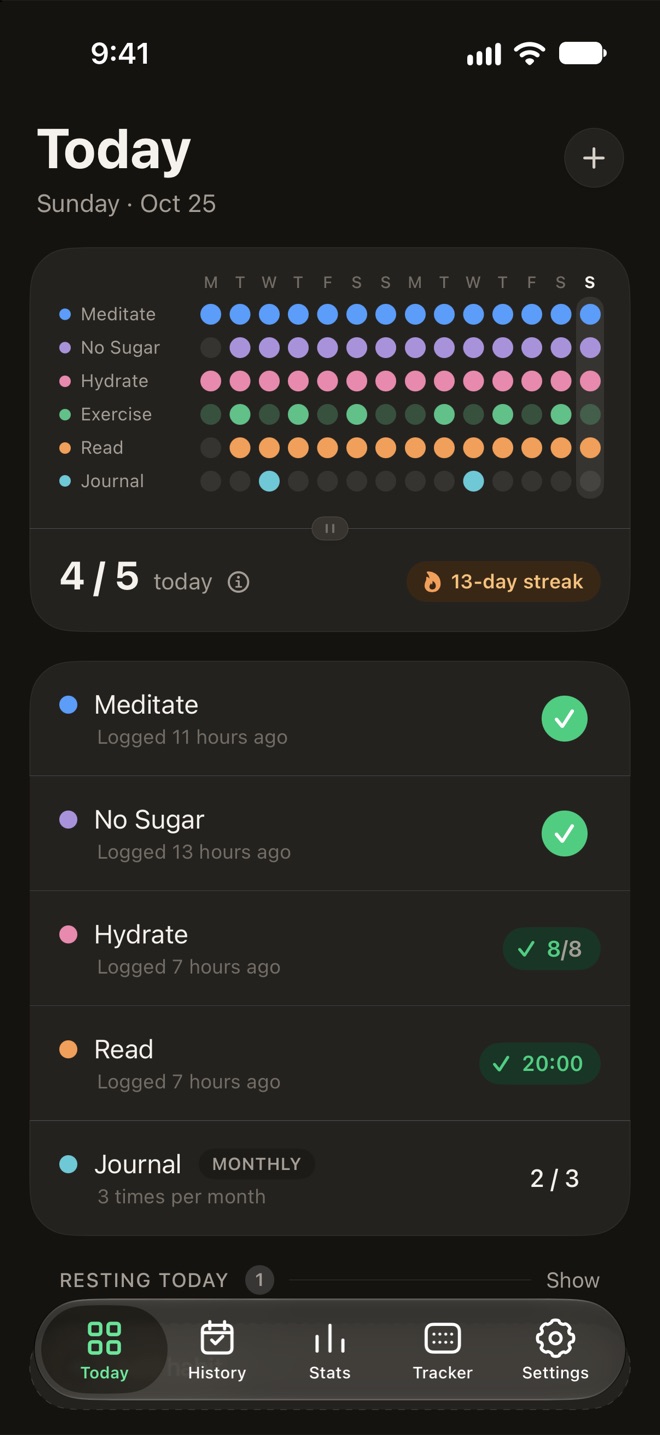 9:41
Today
Sunday · Oct 25
M T W T F S S M T W T F S S
Meditate
No Sugar
Hydrate
Exercise
Read
Journal
4 / 5 today
13-day streak
Meditate
Logged 11 hours ago
No Sugar
Logged 13 hours ago
Hydrate
8/8
Logged 7 hours ago
Read
20:00
Logged 7 hours ago
Journal MONTHLY
2 / 3
3 times per month
RESTING TODAY 1 Show
Today History Stats Tracker Settings